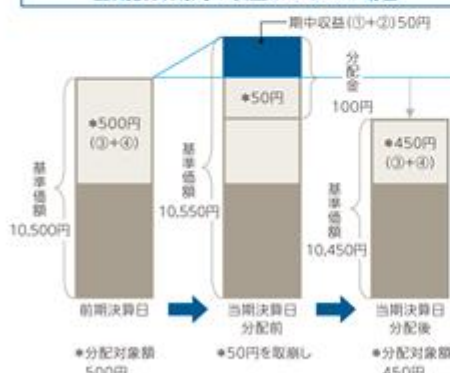 期中収益(①+②)50円
*500円
(③+④)
*50円
分配金
100円
*450円
(③+④)
基準価額
10,500円
基準価額
10,550円
基準価額
10,450円
前期決算日
当期決算日
分配前
当期決算日
分配後
*分配対象額
500円
*50円を取崩し
*分配対象額
450円